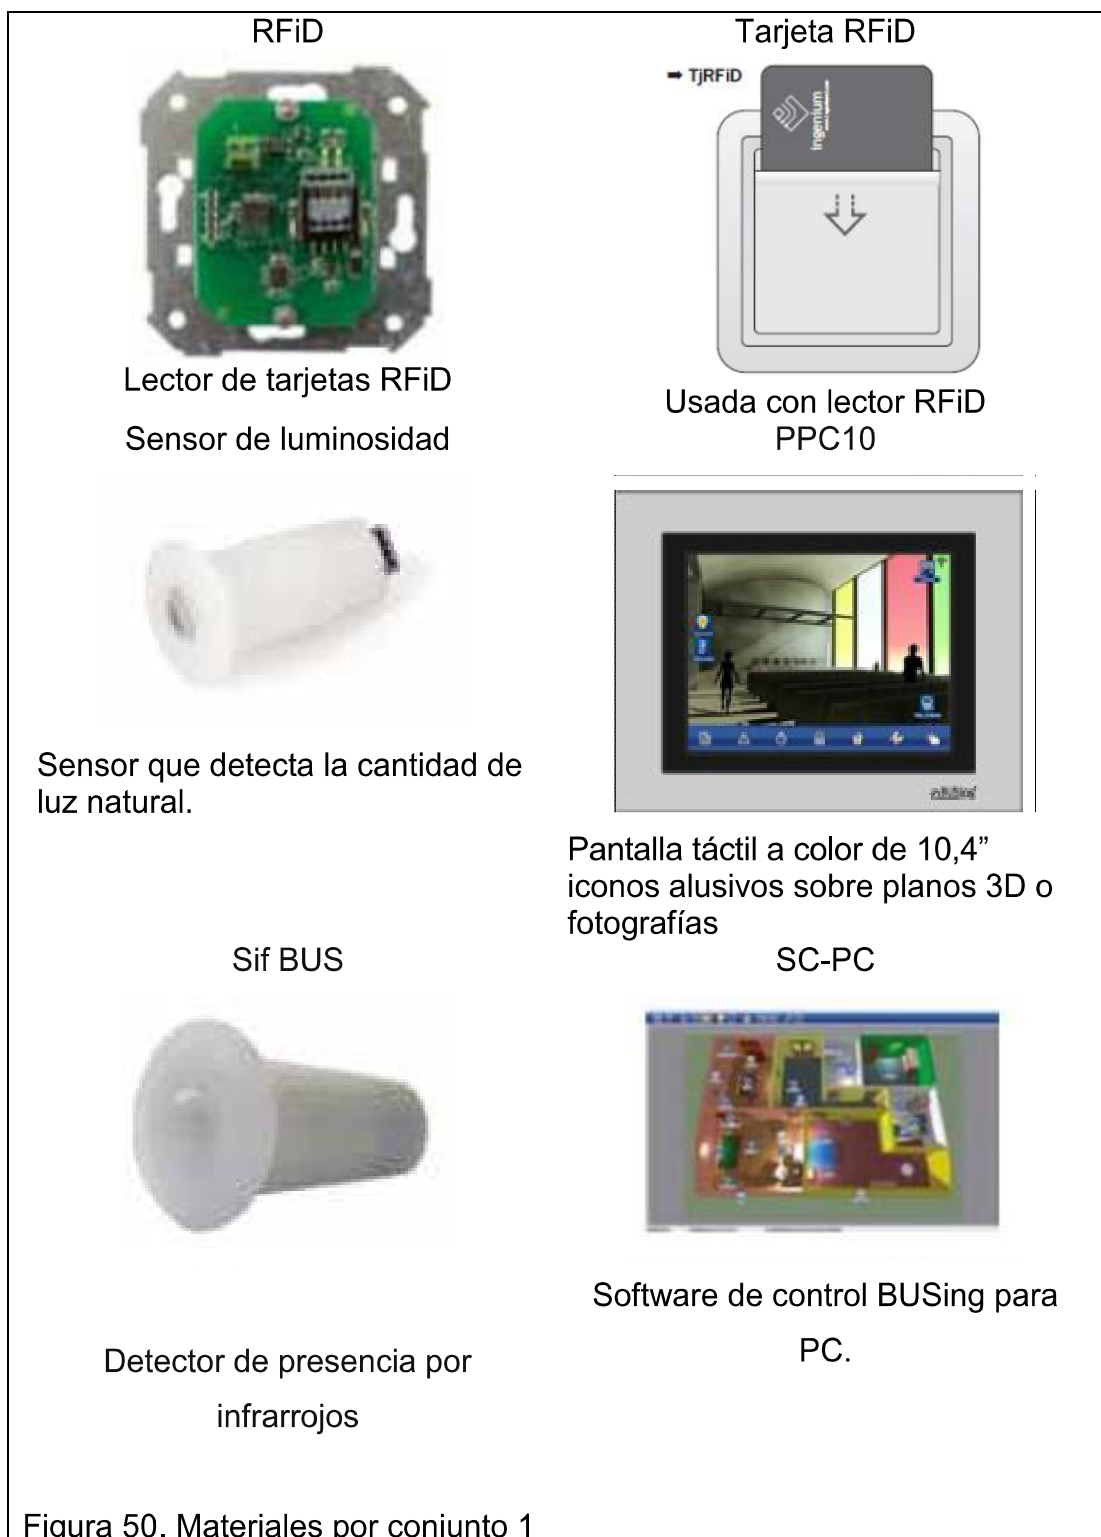 RFiD
Tarjeta RFiD
➡ TjRFiD
ingenium
Lector de tarjetas RFiD
Usada con lector RFiD
Sensor de luminosidad
PPC10
Sensor que detecta la cantidad de
luz natural.
Pantalla táctil a color de 10,4”
iconos alusivos sobre planos 3D o
fotografías
Sif BUS
SC-PC
Software de control BUSing para
PC.
Detector de presencia por
infrarrojos
Figura 50. Materiales por conjunto 1